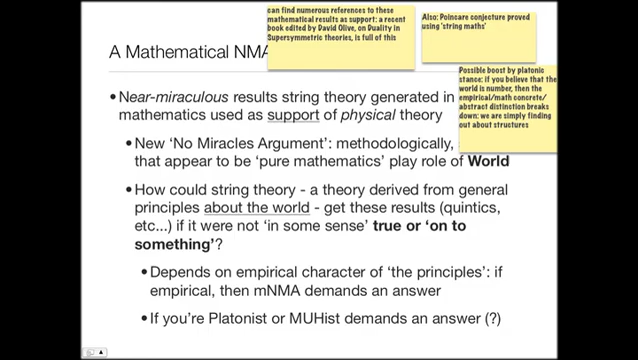 can find numerous references to these
mathematical results as support: a recent
book edited by David Olive, on Duality in
Supersymmetric theories, is full of this
Also: Poincare conjecture proved
using 'string maths'
Possible boost by platonic
stance: if you believe that the
world is number, then the
empirical/math concrete/
abstract distinction breaks
down: we are simply finding
out about structures
A Mathematical NMA
• Near-miraculous results string theory generated in
mathematics used as support of physical theory
• New 'No Miracles Argument': methodologically,
that appear to be 'pure mathematics' play role of World
• How could string theory - a theory derived from general
principles about the world - get these results (quintics,
etc...) if it were not 'in some sense' true or 'on to
something'?
• Depends on empirical character of 'the principles': if
empirical, then mNMA demands an answer
• If you're Platonist or MUHist demands an answer (?)